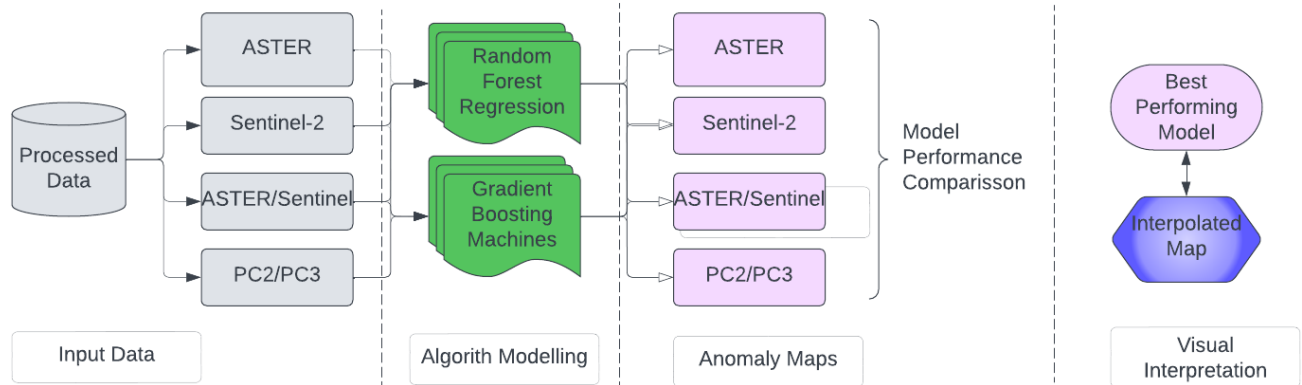 Processed
Data
ASTER
Sentinel-2
ASTER/Sentinel
PC2/PC3
Input Data
Random
Forest
Regression
Gradient
Boosting
Machines
Algorith Modelling
ASTER
Sentinel-2
ASTER/Sentinel
PC2/PC3
Anomaly Maps
Model
Performance
Comparisson
Best
Performing
Model
Interpolated
Map
Visual
Interpretation